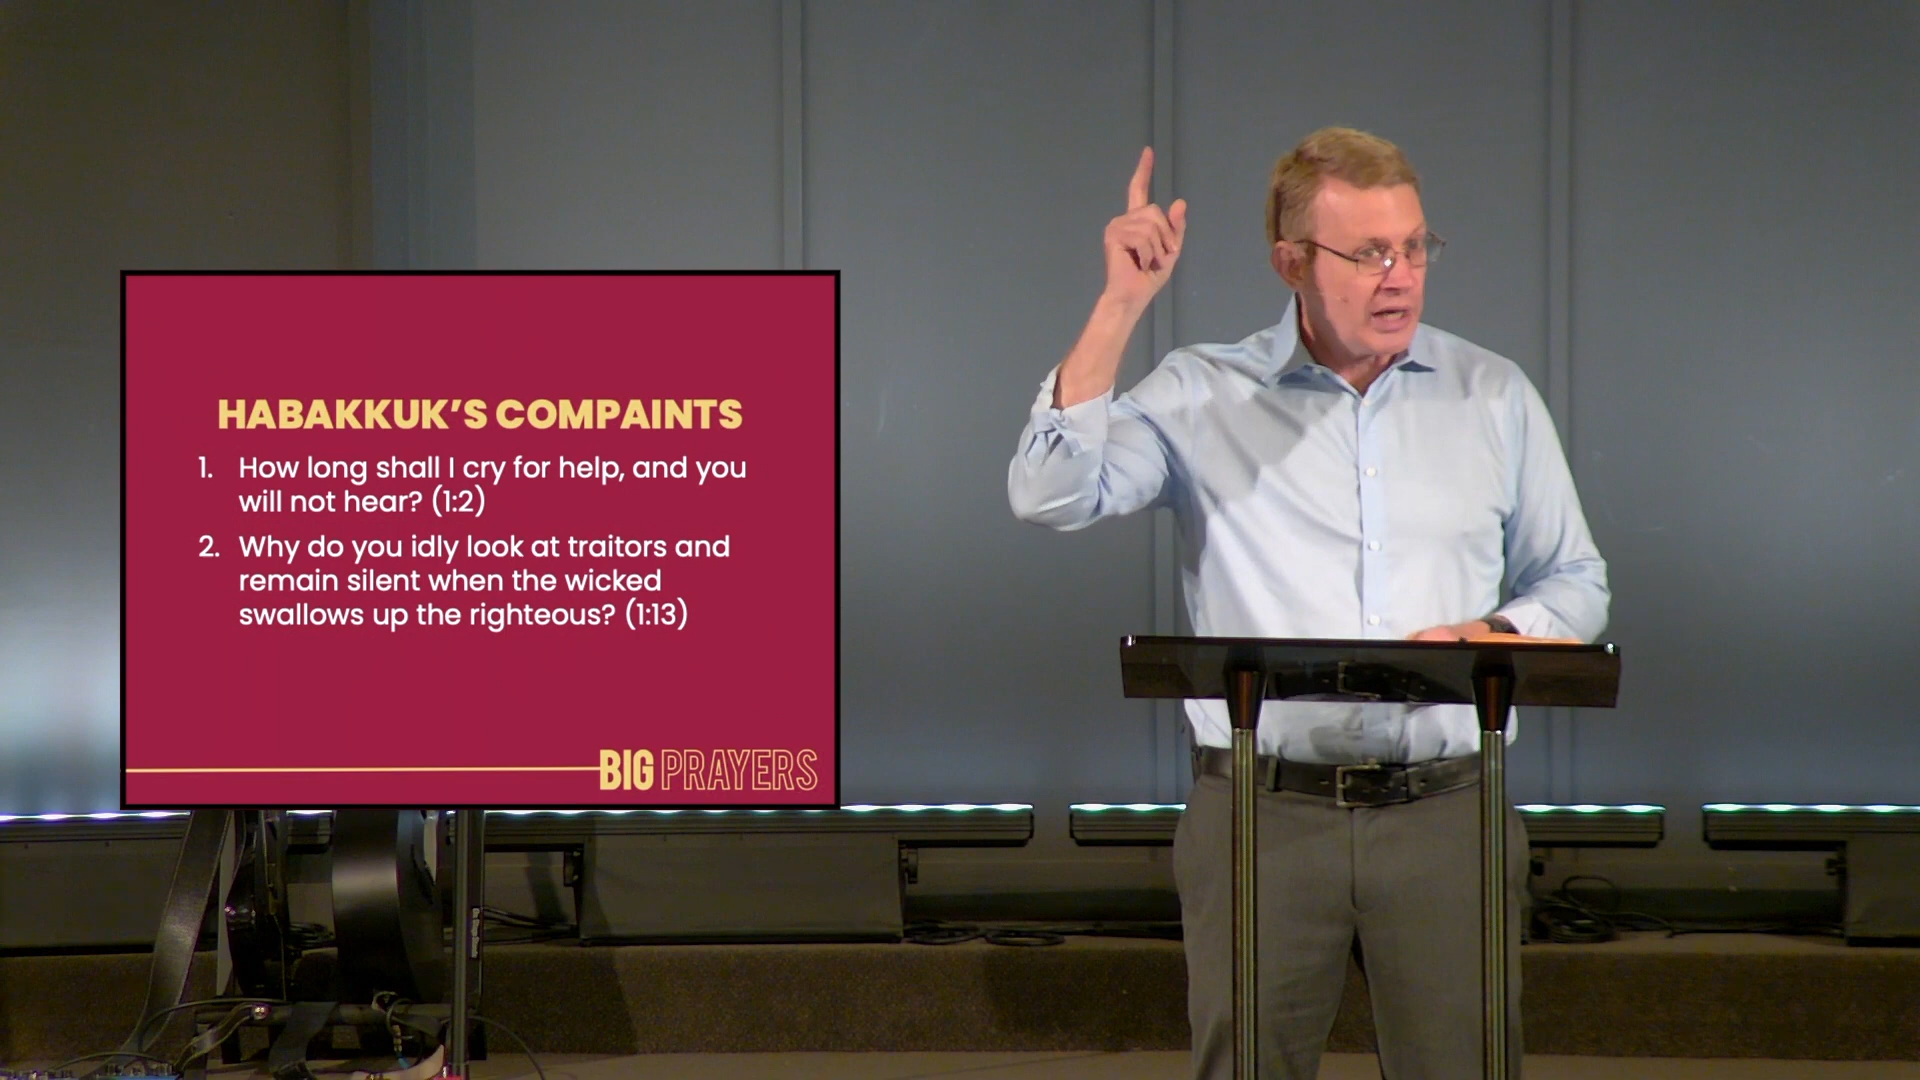 HABAKKUK’S COMPAINTS
1. How long shall I cry for help, and you
will not hear? (1:2)
2. Why do you idly look at traitors and
remain silent when the wicked
swallows up the righteous? (1:13)
BIG PRAYERS